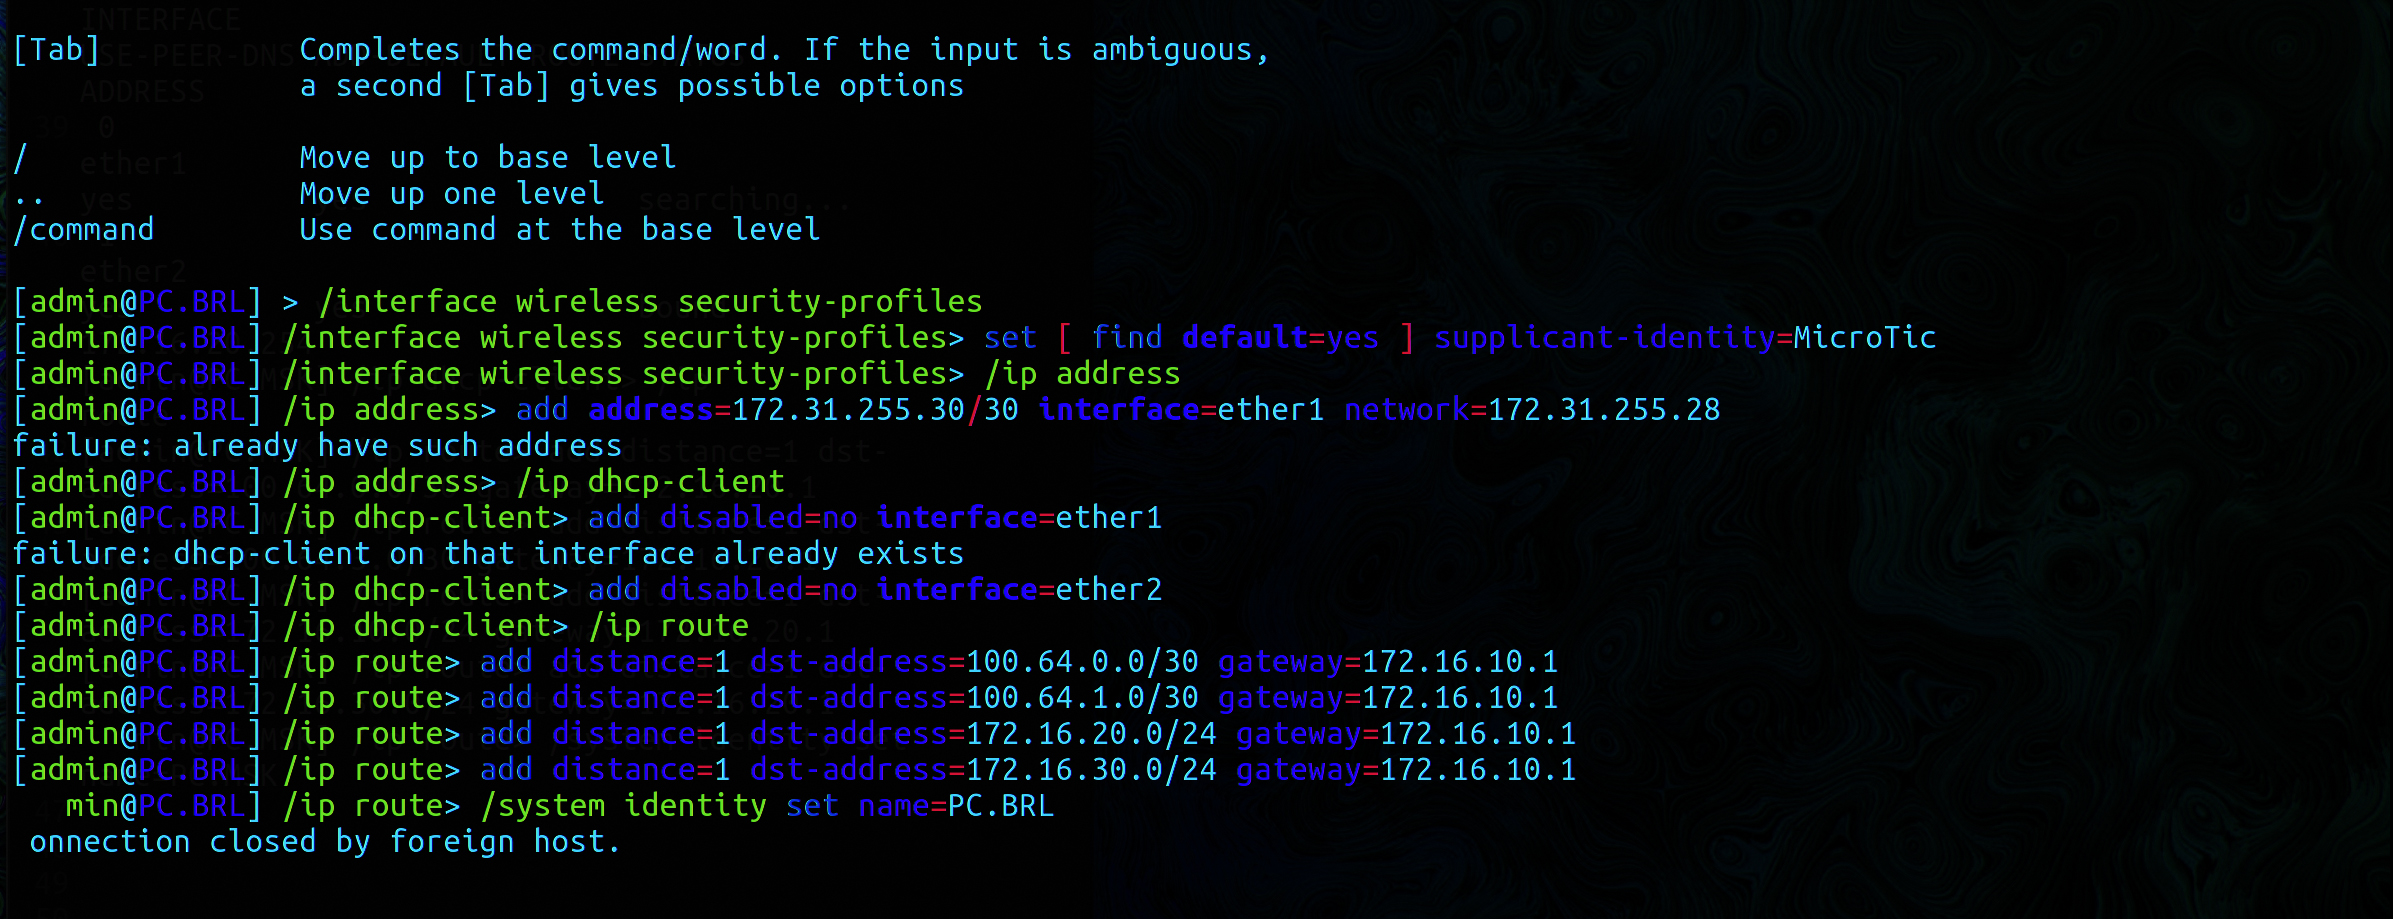 INTERFACE
[Tab] Completes the command/word. If the input is ambiguous,
a second [Tab] gives possible options
ADDRESS
39 0
ether1
/ Move up to base level
.. Move up one level
yes searching...
/command Use command at the base level
ether2
[admin@PC.BRL] > /interface wireless security-profiles
[admin@PC.BRL] /interface wireless security-profiles> set [ find default=yes ] supplicant-identity=MicroTic
[admin@PC.BRL] /interface wireless security-profiles> /ip address
[admin@PC.BRL] /ip address> add address=172.31.255.30/30 interface=ether1 network=172.31.255.28
failure: already have such address
[admin@PC.BRL] /ip address> /ip dhcp-client
[admin@PC.BRL] /ip dhcp-client> add disabled=no interface=ether1
failure: dhcp-client on that interface already exists
[admin@PC.BRL] /ip dhcp-client> add disabled=no interface=ether2
[admin@PC.BRL] /ip dhcp-client> /ip route
[admin@PC.BRL] /ip route> add distance=1 dst-address=100.64.0.0/30 gateway=172.16.10.1
[admin@PC.BRL] /ip route> add distance=1 dst-address=100.64.1.0/30 gateway=172.16.10.1
[admin@PC.BRL] /ip route> add distance=1 dst-address=172.16.20.0/24 gateway=172.16.10.1
[admin@PC.BRL] /ip route> add distance=1 dst-address=172.16.30.0/24 gateway=172.16.10.1
min@PC.BRL] /ip route> /system identity set name=PC.BRL
onnection closed by foreign host.